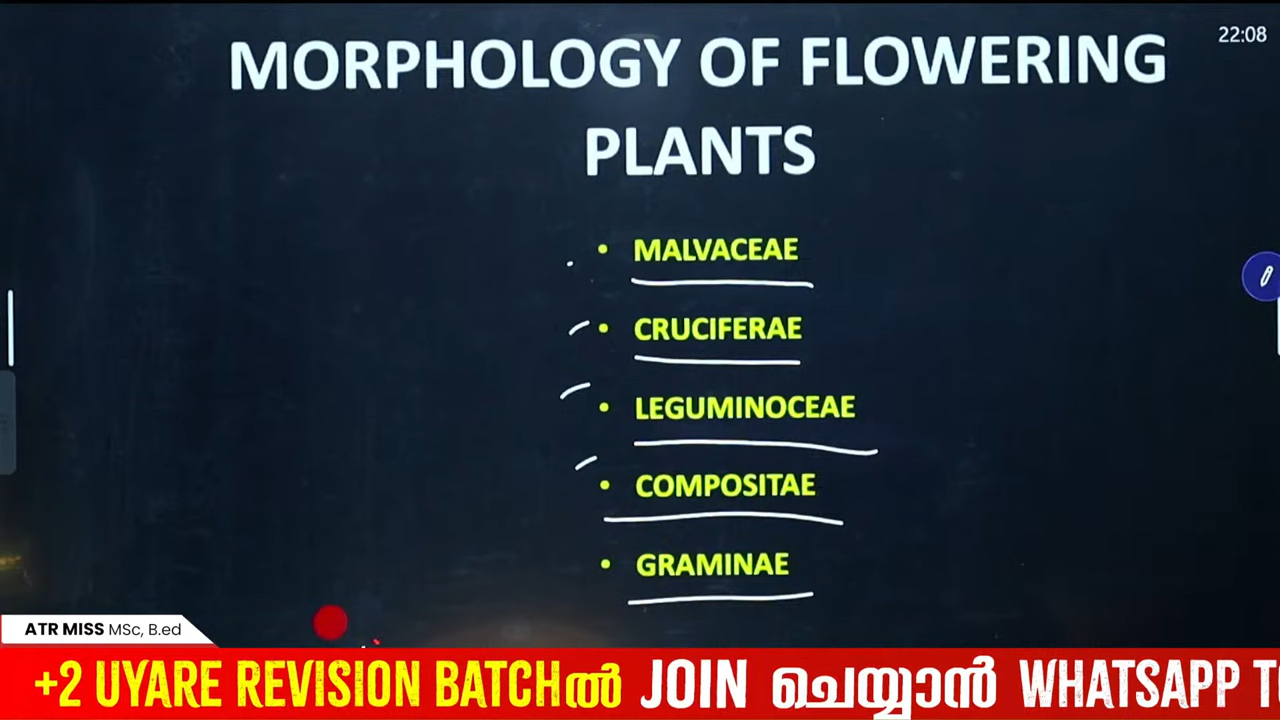 22:08
MORPHOLOGY OF FLOWERING
PLANTS
• MALVACEAE
• CRUCIFERAE
• LEGUMINOCEAE
• COMPOSITAE
• GRAMINAE
ATR MISS MSc, B.ed
+2 UYARE REVISION BATCHൽ JOIN ചെയ്യാൻ WHATSAPP